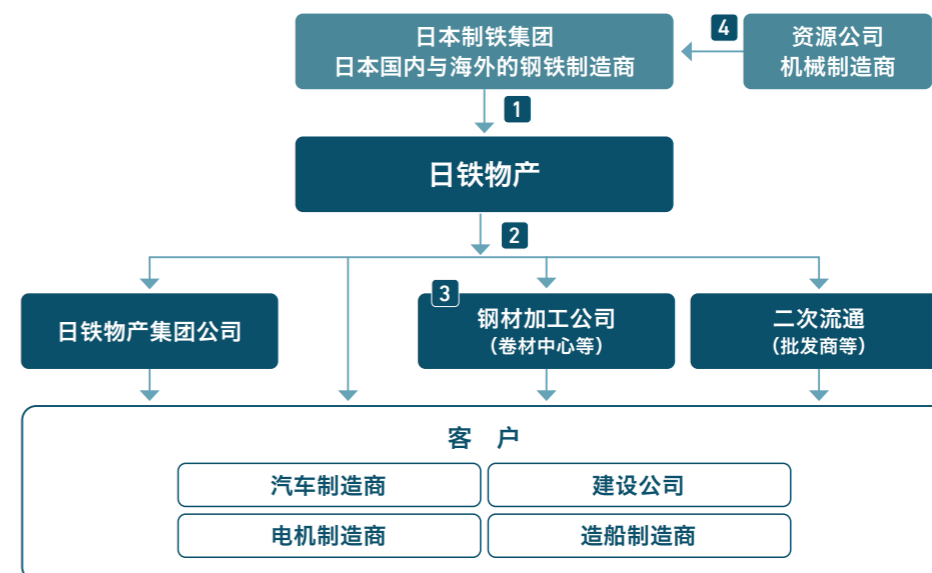 日本制铁集团
日本国内与海外的钢铁制造商
4
资源公司
机械制造商
1
日铁物产
2
日铁物产集团公司
3
钢材加工公司
（卷材中心等）
二次流通
（批发商等）
客 户
汽车制造商
建设公司
电机制造商
造船制造商